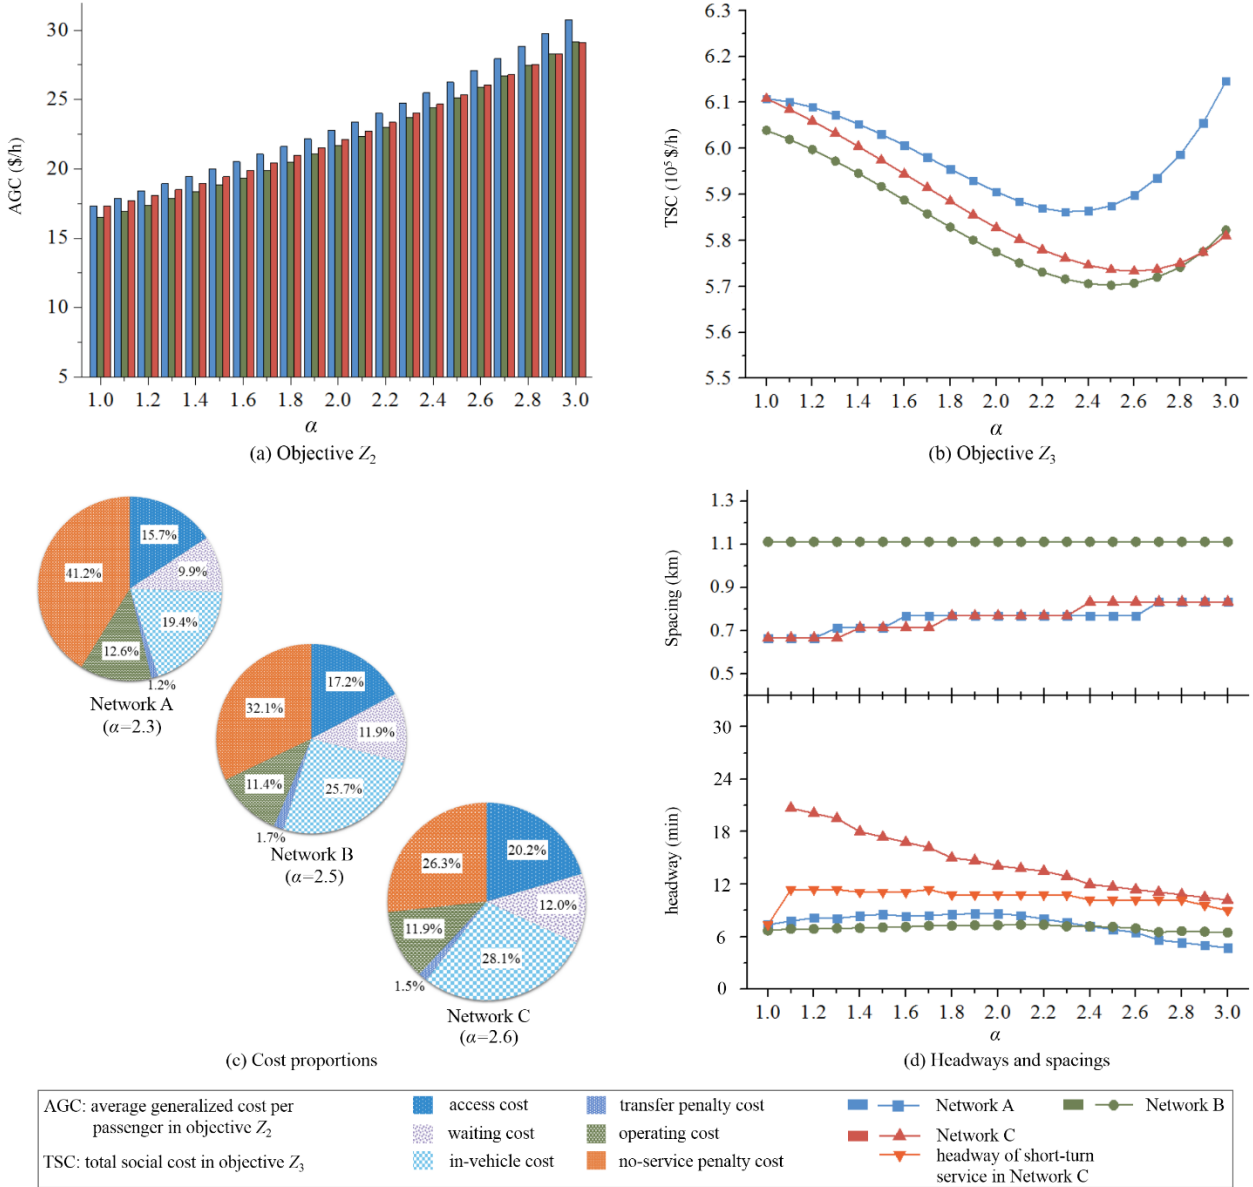 30
25
20
15
10
5
AGC ($/h)
1.0 1.2 1.4 1.6 1.8 2.0 2.2 2.4 2.6 2.8 3.0
α
(a) Objective Z2
6.3
6.2
6.1
6.0
5.9
5.8
5.7
5.6
5.5
TSC (10^5 $/h)
1.0 1.2 1.4 1.6 1.8 2.0 2.2 2.4 2.6 2.8 3.0
α
(b) Objective Z3
15.7%
9.9%
41.2%
19.4%
12.6%
1.2%
Network A
(α=2.3)
17.2%
32.1%
11.9%
11.4%
25.7%
1.7%
Network B
(α=2.5)
20.2%
26.3%
12.0%
11.9%
28.1%
1.5%
Network C
(α=2.6)
(c) Cost proportions
1.3
1.1
0.9
0.7
0.5
Spacing (km)
30
24
18
12
6
0
headway (min)
1.0 1.2 1.4 1.6 1.8 2.0 2.2 2.4 2.6 2.8 3.0
α
(d) Headways and spacings
AGC: average generalized cost per
passenger in objective Z2
TSC: total social cost in objective Z3
access cost
waiting cost
in-vehicle cost
transfer penalty cost
operating cost
no-service penalty cost
Network A
Network B
Network C
headway of short-turn
service in Network C